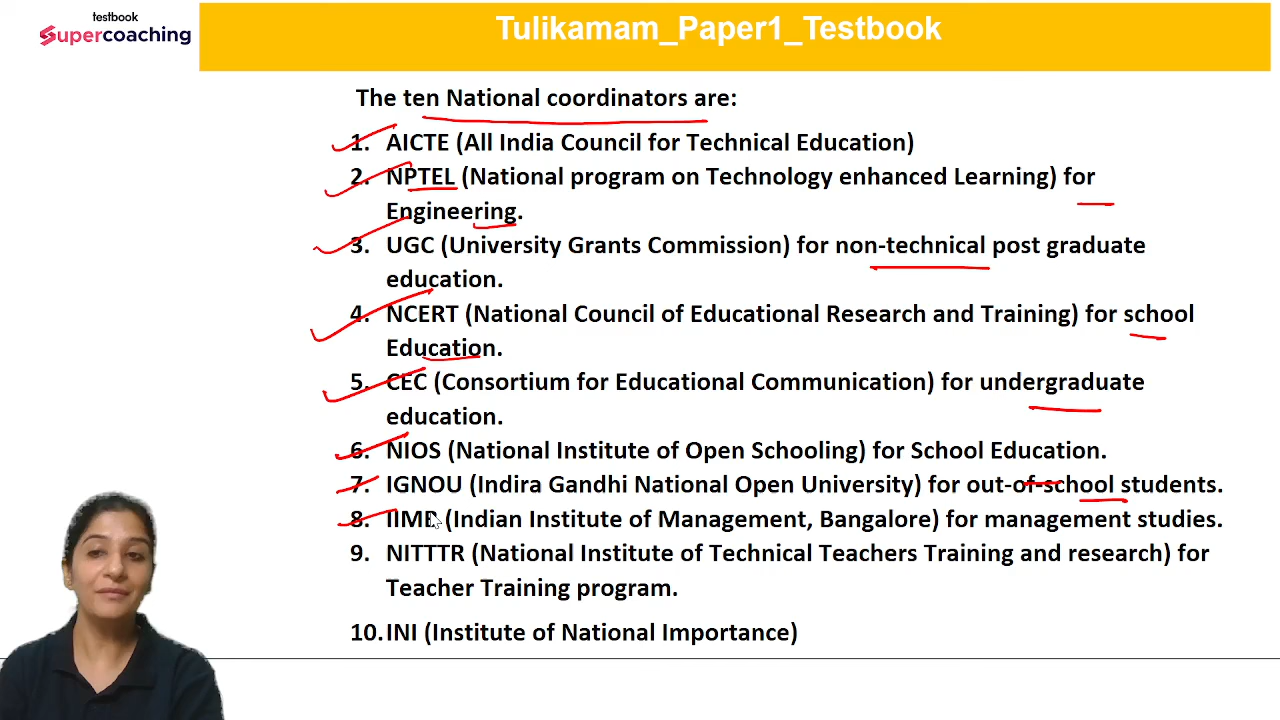 testbook
Supercoaching
Tulikamam_Paper1_Testbook
The ten National coordinators are:
1. AICTE (All India Council for Technical Education)
2. NPTEL (National program on Technology enhanced Learning) for
Engineering.
3. UGC (University Grants Commission) for non-technical post graduate
education.
4. NCERT (National Council of Educational Research and Training) for school
Education.
5. CEC (Consortium for Educational Communication) for undergraduate
education.
6. NIOS (National Institute of Open Schooling) for School Education.
7. IGNOU (Indira Gandhi National Open University) for out-of-school students.
8. (Indian Institute of Management, Bangalore) for management studies.
9. NITTTR (National Institute of Technical Teachers Training and research) for
Teacher Training program.
10. INI (Institute of National Importance)